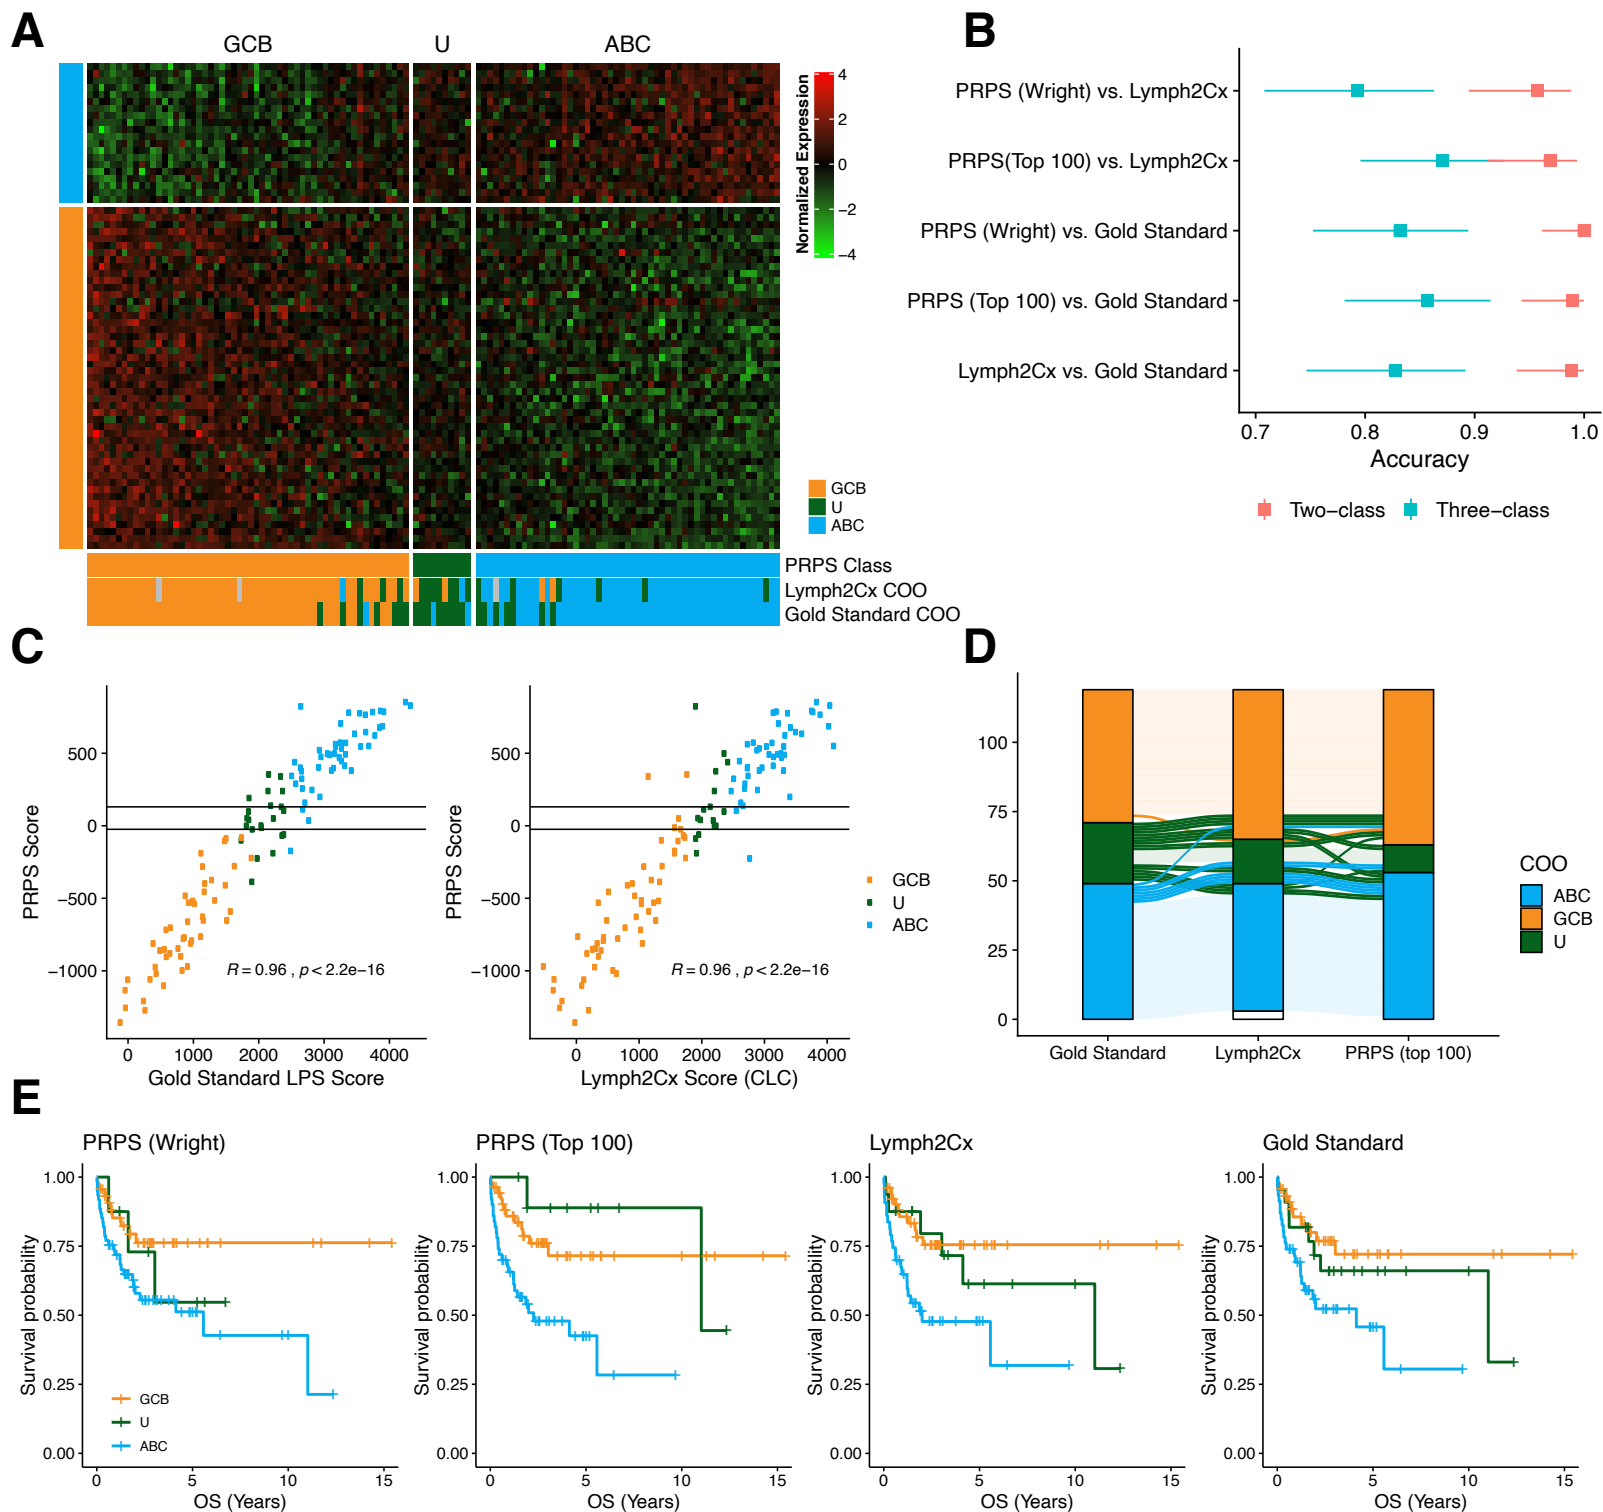 A
GCB
U
ABC
Normalized Expression
4
2
0
−2
−4
GCB
U
ABC
PRPS Class
Lymph2Cx COO
Gold Standard COO
B
PRPS (Wright) vs. Lymph2Cx
PRPS(Top 100) vs. Lymph2Cx
PRPS (Wright) vs. Gold Standard
PRPS (Top 100) vs. Gold Standard
Lymph2Cx vs. Gold Standard
0.7 0.8 0.9 1.0
Accuracy
Two−class Three−class
C
PRPS Score
500
0
−500
−1000
R = 0.96 , p < 2.2e−16
0 1000 2000 3000 4000
Gold Standard LPS Score
PRPS Score
500
0
−500
−1000
R = 0.96 , p < 2.2e−16
0 1000 2000 3000 4000
Lymph2Cx Score (CLC)
GCB
U
ABC
D
100
75
50
25
0
Gold Standard Lymph2Cx PRPS (top 100)
COO
ABC
GCB
U
E
PRPS (Wright)
Survival probability
1.00
0.75
0.50
0.25
0.00
GCB
U
ABC
0 5 10 15
OS (Years)
PRPS (Top 100)
Survival probability
1.00
0.75
0.50
0.25
0.00
0 5 10 15
OS (Years)
Lymph2Cx
Survival probability
1.00
0.75
0.50
0.25
0.00
0 5 10 15
OS (Years)
Gold Standard
Survival probability
1.00
0.75
0.50
0.25
0.00
0 5 10 15
OS (Years)